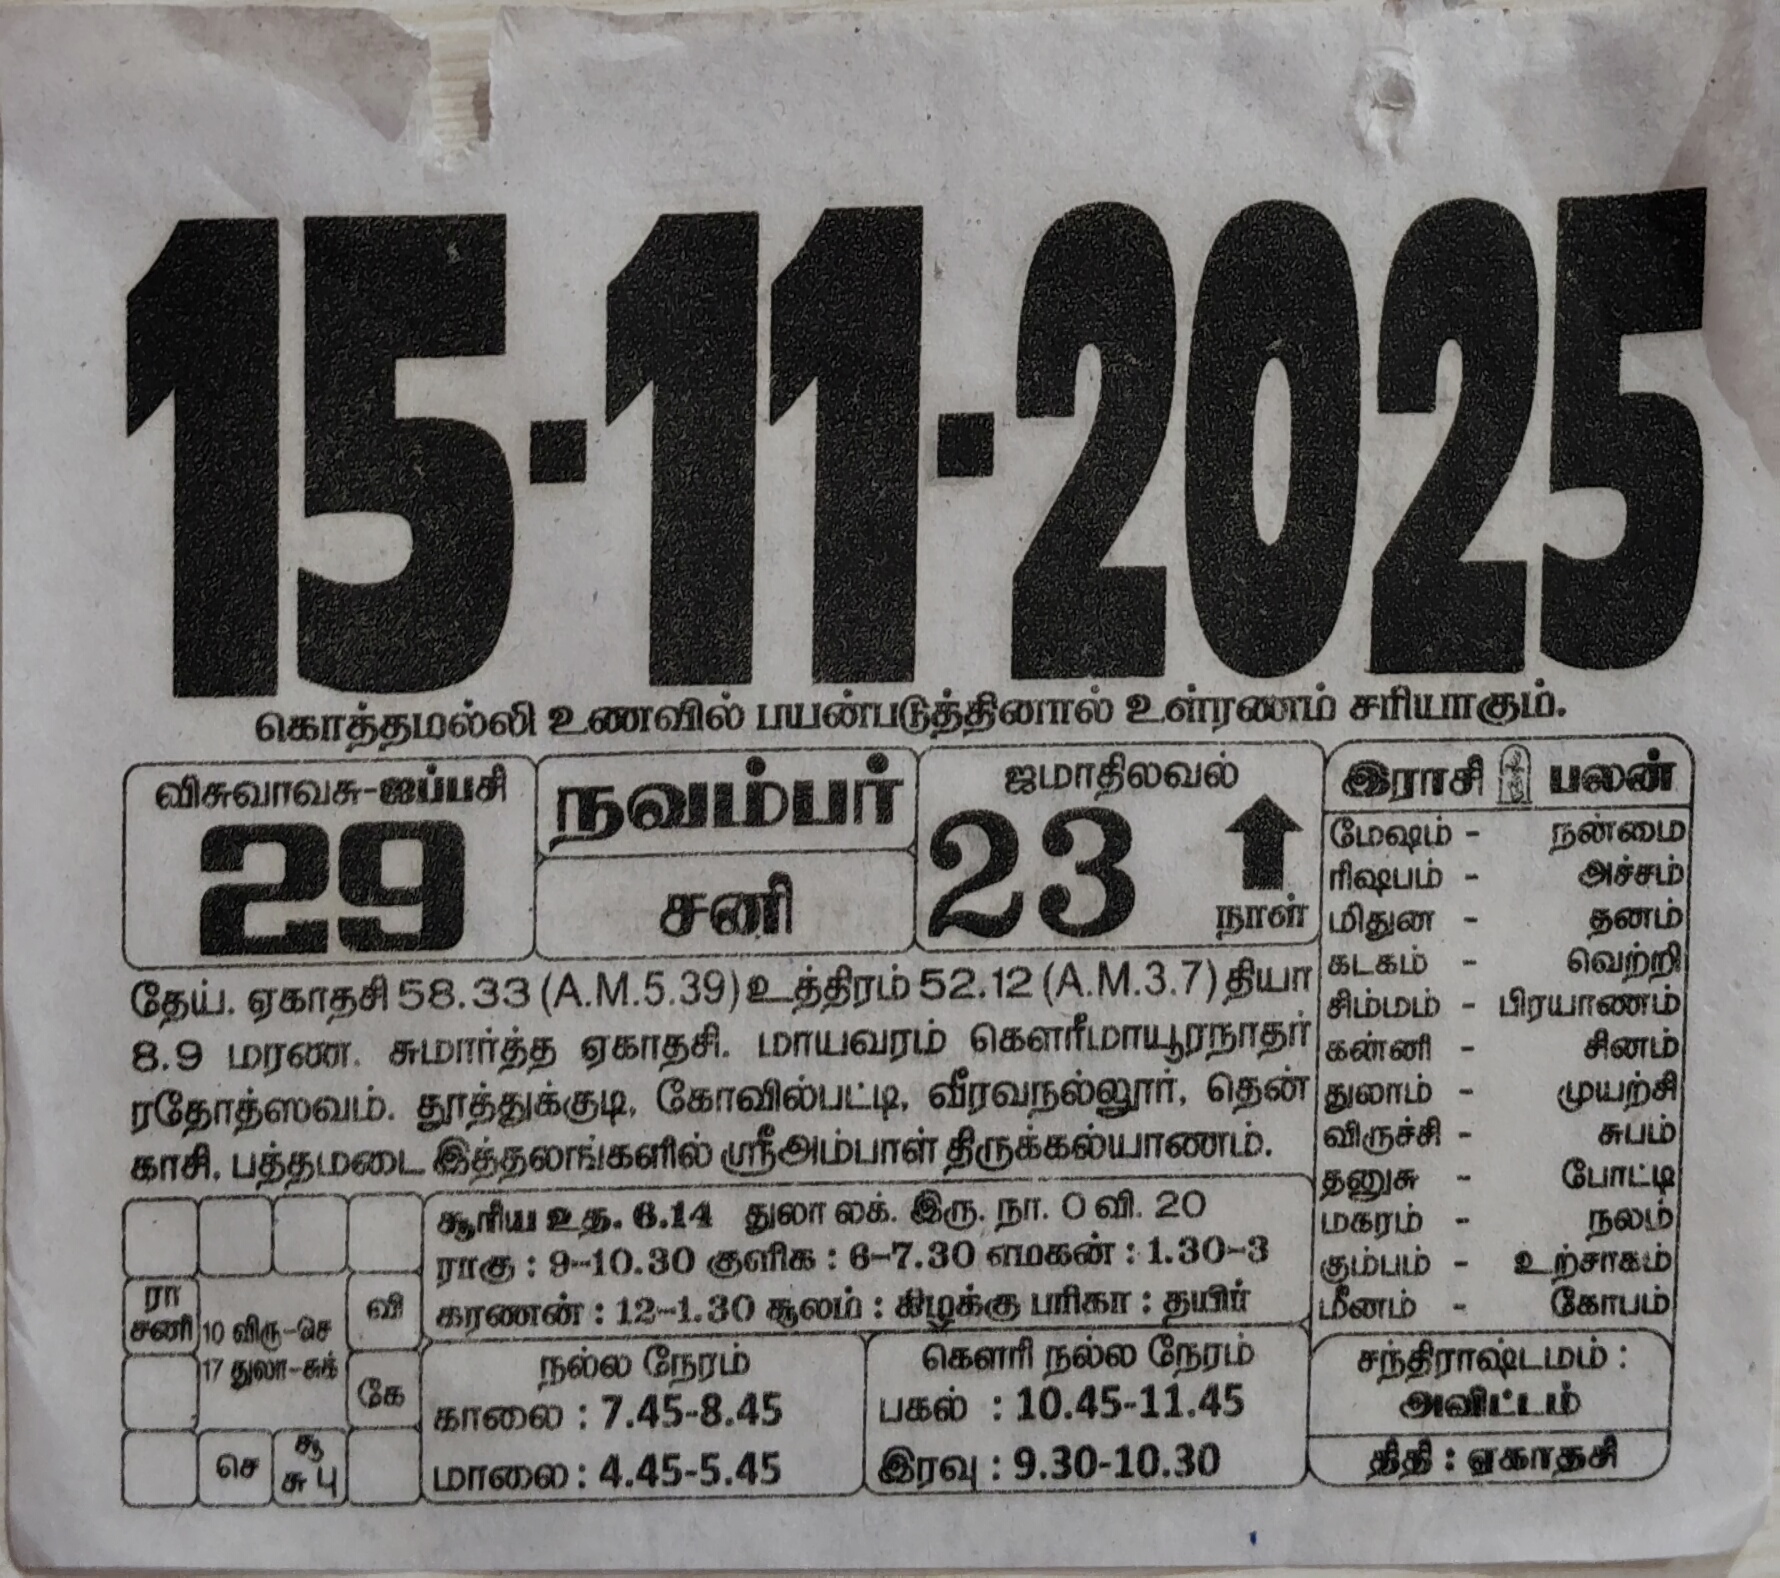 15-11-2025
கொத்தமல்லி உணவில் பயன்படுத்தினால் உள்ரணம் சரியாகும்.
விசுவாவசு-ஐப்பசி
29
நவம்பர்
சனி
ஜமாதிலவல்
23
நாள்
தேய். ஏகாதசி 58.33 (A.M.5.39) உத்திரம் 52.12 (A.M.3.7) தியா
8.9 மரண. சுமார்த்த ஏகாதசி. மாயவரம் கௌரீமாயூரநாதர்
ரதோத்ஸவம். தூத்துக்குடி, கோவில்பட்டி, வீரவநல்லூர், தென்
காசி, பத்தமடை இத்தலங்களில் ஸ்ரீஅம்பாள் திருக்கல்யாணம்.
இராசி பலன்
மேஷம் - நன்மை
ரிஷபம் - அச்சம்
மிதுன - தனம்
கடகம் - வெற்றி
சிம்மம் - பிரயாணம்
கன்னி - சினம்
துலாம் - முயற்சி
விருச்சி - சுபம்
தனுசு - போட்டி
மகரம் - நலம்
கும்பம் - உற்சாகம்
மீனம் - கோபம்
ரா
சனி
10 விரு-செ
17 துலா-சுக்
வி
கே
செ
சூ
சு பு
சூரிய உத. 6.14 துலா லக். இரு. நா. 0 வி. 20
ராகு : 9-10.30 குளிக : 6-7.30 எமகன் : 1.30-3
கரணன் : 12-1.30 சூலம் : கிழக்கு பரிகா : தயிர்
நல்ல நேரம்
காலை : 7.45-8.45
மாலை : 4.45-5.45
கௌரி நல்ல நேரம்
பகல் : 10.45-11.45
இரவு : 9.30-10.30
சந்திராஷ்டமம் :
அவிட்டம்
திதி : ஏகாதசி